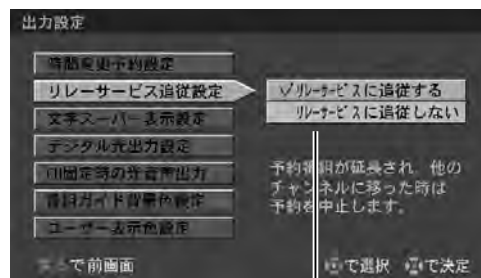 出力設定
時間変更予約設定
リレーサービス追従設定
文字スーパー表示設定
デジタル光出力設定
番組ガイド背景色設定
ユーザー表示色設定
✓リレーサービスに追従する
リレーサービスに追従しない
予約番組が延長され、他の
チャンネルに移った時は
予約を中止します。
で前画面
で選択 で決定